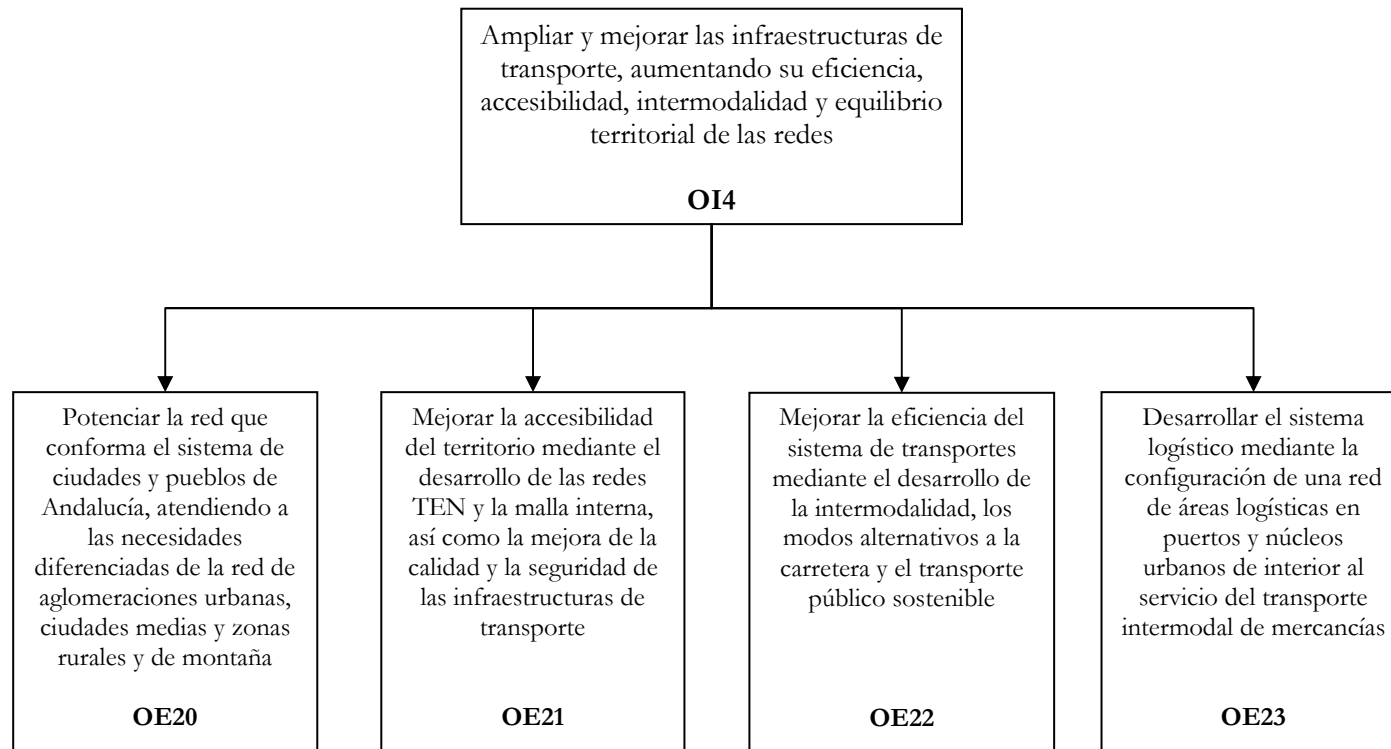 Ampliar y mejorar las infraestructuras de
transporte, aumentando su eficiencia,
accesibilidad, intermodalidad y equilibrio
territorial de las redes
OI4
Potenciar la red que
conforma el sistema de
ciudades y pueblos de
Andalucía, atendiendo a
las necesidades
diferenciadas de la red de
aglomeraciones urbanas,
ciudades medias y zonas
rurales y de montaña
OE20
Mejorar la accesibilidad
del territorio mediante el
desarrollo de las redes
TEN y la malla interna,
así como la mejora de la
calidad y la seguridad de
las infraestructuras de
transporte
OE21
Mejorar la eficiencia del
sistema de transportes
mediante el desarrollo de
la intermodalidad, los
modos alternativos a la
carretera y el transporte
público sostenible
OE22
Desarrollar el sistema
logístico mediante la
configuración de una red
de áreas logísticas en
puertos y núcleos
urbanos de interior al
servicio del transporte
intermodal de mercancías
OE23